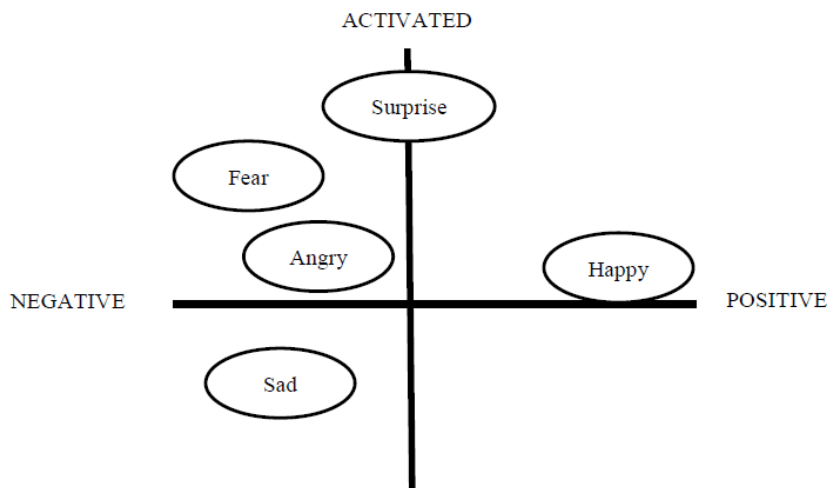 ACTIVATED
Surprise
Fear
Angry
Happy
NEGATIVE
POSITIVE
Sad